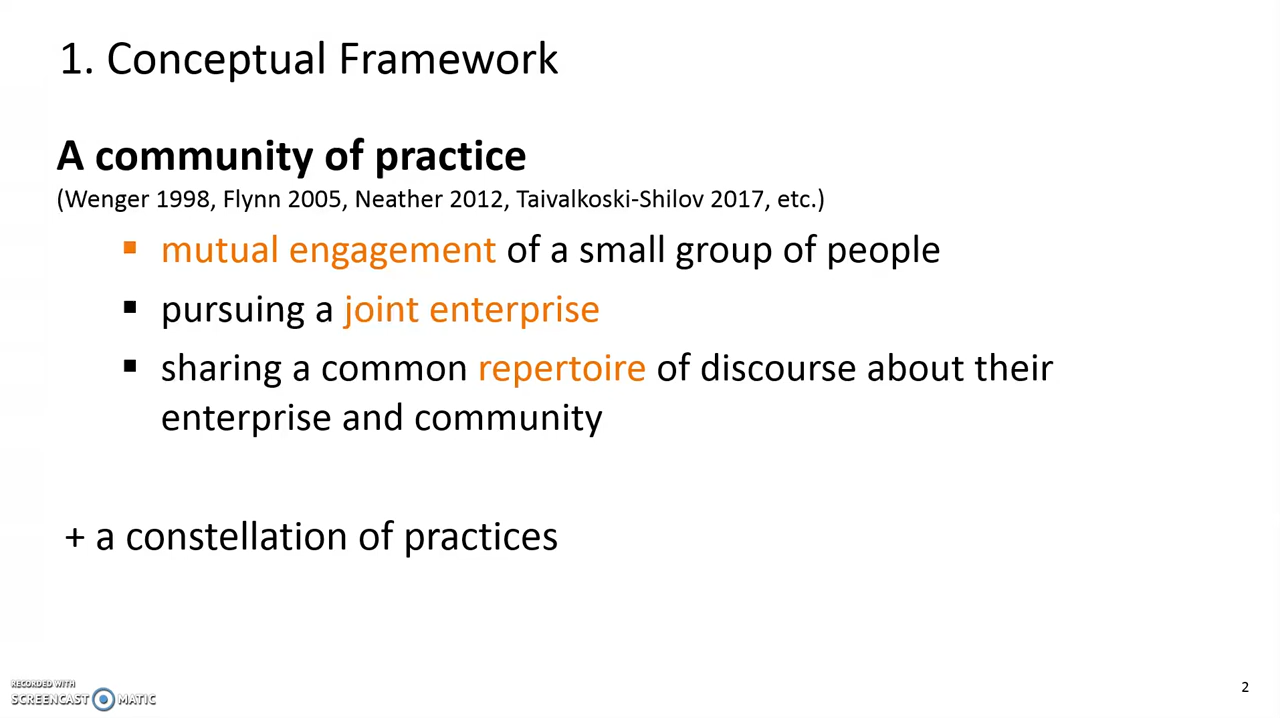 1. Conceptual Framework
A community of practice
(Wenger 1998, Flynn 2005, Neather 2012, Taivalkoski-Shilov 2017, etc.)
▪ mutual engagement of a small group of people
▪ pursuing a joint enterprise
▪ sharing a common repertoire of discourse about their
enterprise and community
+ a constellation of practices
RECORDED WITH
SCREENCAST MATIC
2